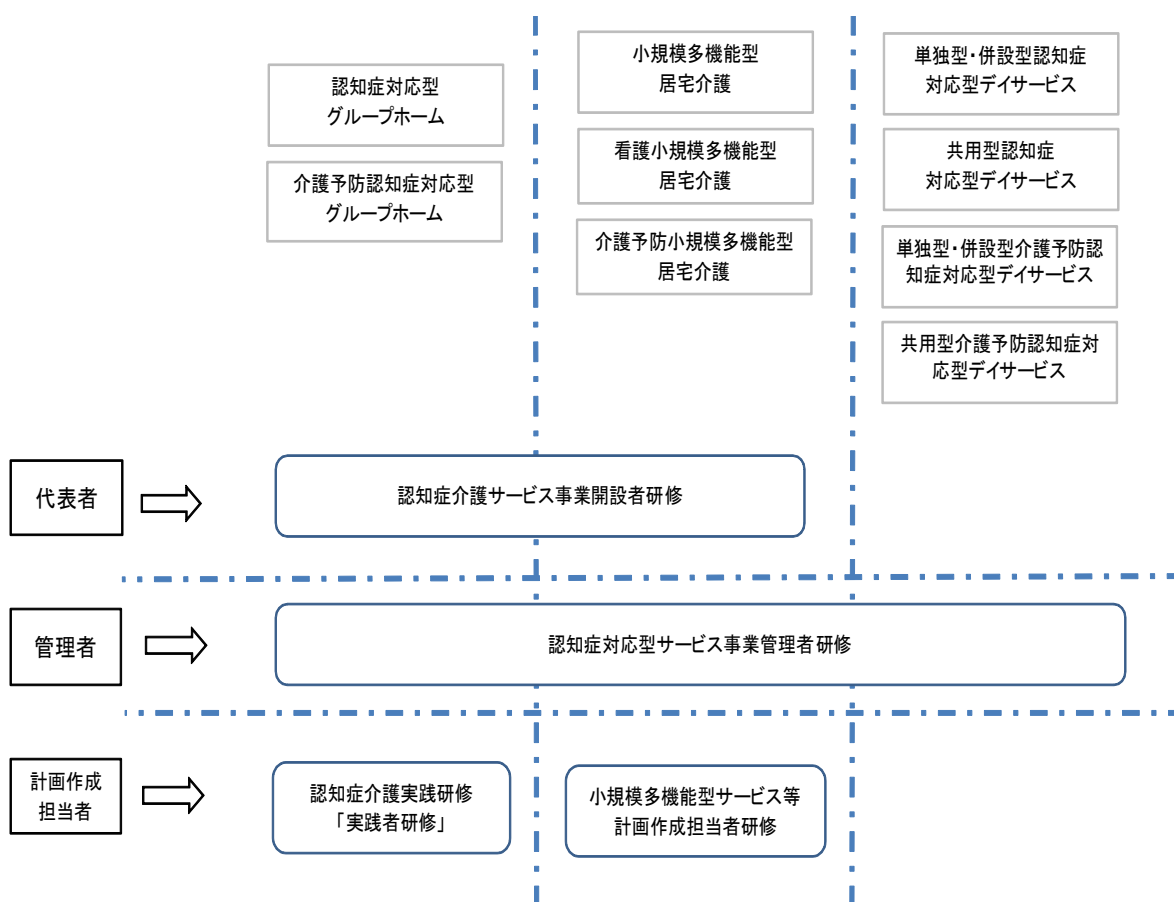 認知症対応型
グループホーム
介護予防認知症対応型
グループホーム
小規模多機能型
居宅介護
看護小規模多機能型
居宅介護
介護予防小規模多機能型
居宅介護
単独型・併設型認知症
対応型デイサービス
共用型認知症
対応型デイサービス
単独型・併設型介護予防認
知症対応型デイサービス
共用型介護予防認知症対
応型デイサービス
代表者
認知症介護サービス事業開設者研修
管理者
認知症対応型サービス事業管理者研修
計画作成
担当者
認知症介護実践研修
「実践者研修」
小規模多機能型サービス等
計画作成担当者研修